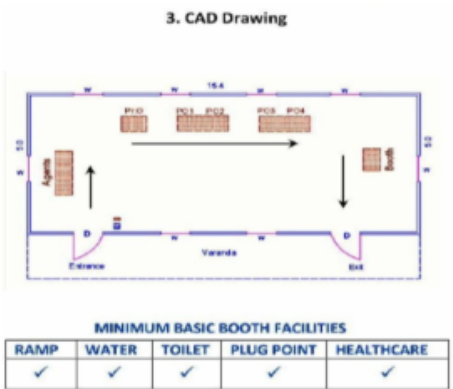 3. CAD Drawing
W W 15.4 W W
PrO PO1 PO2 PO3 PO4
5.0 5.0
W W
Agents Booth
D D
W W
Entrance Varanda Exit
MINIMUM BASIC BOOTH FACILITIES
RAMP WATER TOILET PLUG POINT HEALTHCARE
✓ ✓ ✓ ✓ ✓